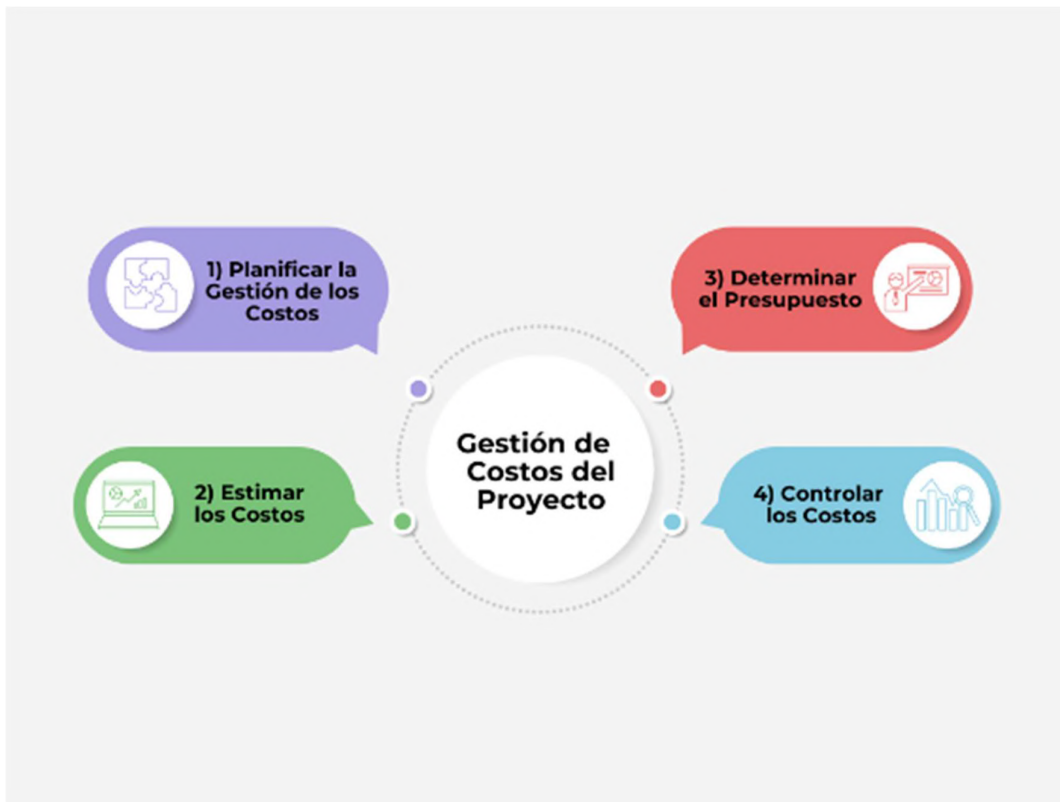 1) Planificar la
Gestión de los
Costos
2) Estimar
los Costos
Gestión de
Costos del
Proyecto
3) Determinar
el Presupuesto
4) Controlar
los Costos